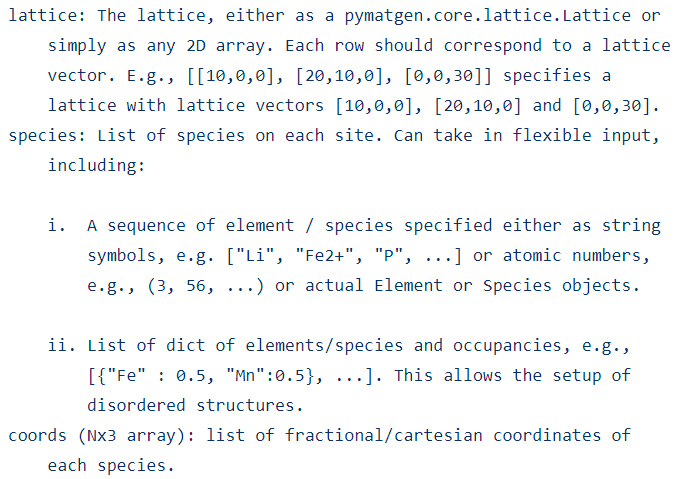 lattice: The lattice, either as a pymatgen.core.lattice.Lattice or
simply as any 2D array. Each row should correspond to a lattice
vector. E.g., [[10,0,0], [20,10,0], [0,0,30]] specifies a
lattice with lattice vectors [10,0,0], [20,10,0] and [0,0,30].
species: List of species on each site. Can take in flexible input,
including:
i. A sequence of element / species specified either as string
symbols, e.g. ["Li", "Fe2+", "P", ...] or atomic numbers,
e.g., (3, 56, ...) or actual Element or Species objects.
ii. List of dict of elements/species and occupancies, e.g.,
[{"Fe" : 0.5, "Mn":0.5}, ...]. This allows the setup of
disordered structures.
coords (Nx3 array): list of fractional/cartesian coordinates of
each species.